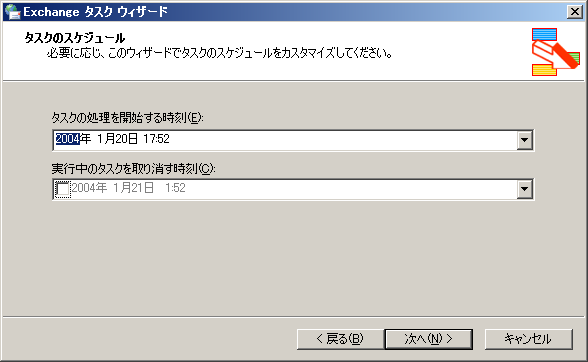 Exchange タスク ウィザード
タスクのスケジュール
必要に応じ、このウィザードでタスクのスケジュールをカスタマイズしてください。
タスクの処理を開始する時刻(E):
2004年 1月20日 17:52
実行中のタスクを取り消す時刻(C):
2004年 1月21日 1:52
< 戻る(B) 次へ(N) > キャンセル